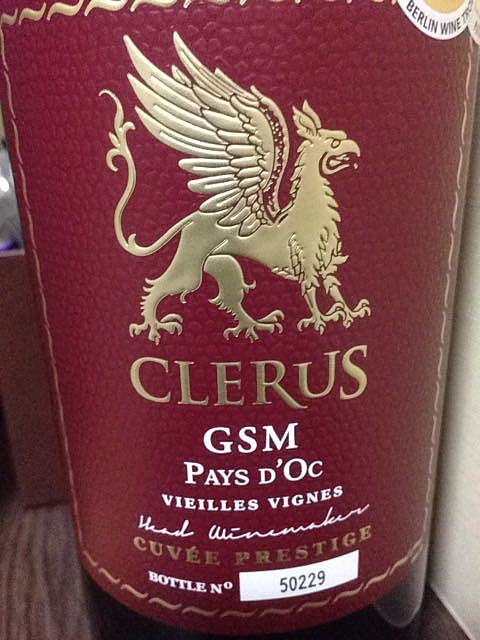 BERLIN WINE
CLERUS
GSM
PAYS D'OC
VIEILLES VIGNES
Head Winemaker
CUVÉE PRESTIGE
BOTTLE Nº 50229